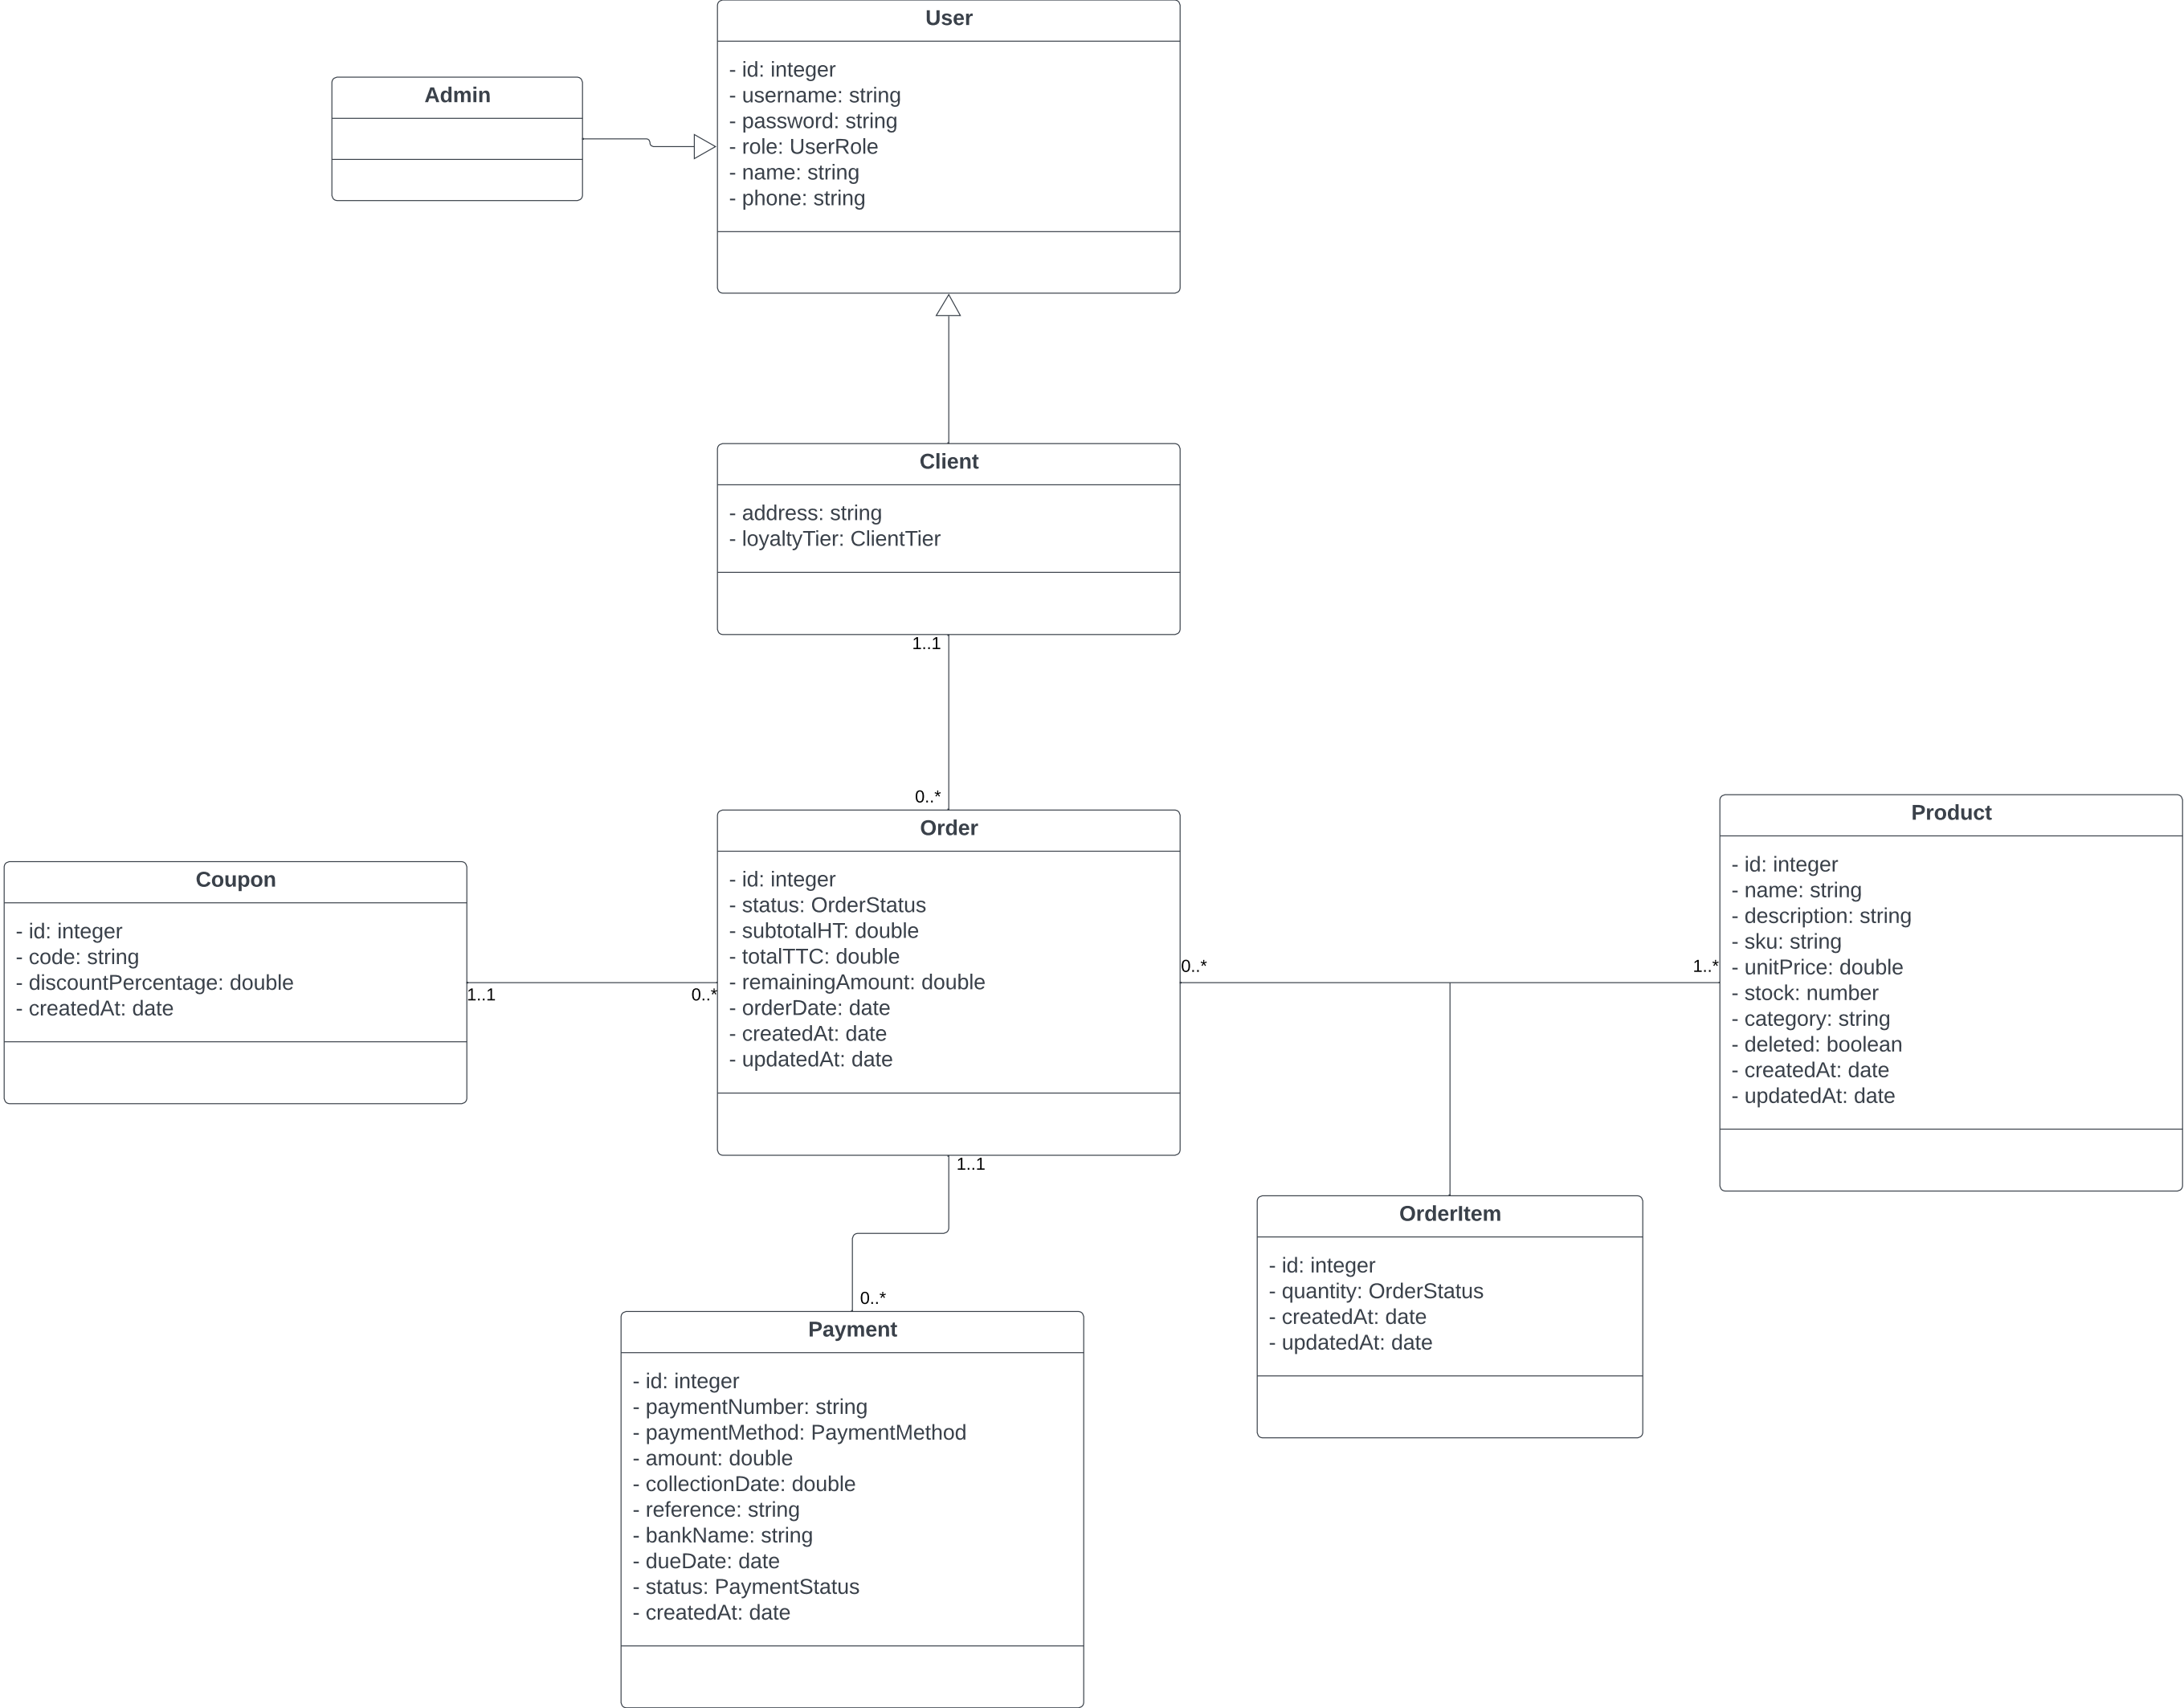 User
- id: integer
- username: string
- password: string
- role: UserRole
- name: string
- phone: string
Admin
Client
- address: string
- loyaltyTier: ClientTier
1..1
0..*
Order
- id: integer
- status: OrderStatus
- subtotalHT: double
- totalTTC: double
- remainingAmount: double
- orderDate: date
- createdAt: date
- updatedAt: date
Coupon
- id: integer
- code: string
- discountPercentage: double
- createdAt: date
1..1
0..*
0..*
1..*
Product
- id: integer
- name: string
- description: string
- sku: string
- unitPrice: double
- stock: number
- category: string
- deleted: boolean
- createdAt: date
- updatedAt: date
1..1
0..*
OrderItem
- id: integer
- quantity: OrderStatus
- createdAt: date
- updatedAt: date
Payment
- id: integer
- paymentNumber: string
- paymentMethod: PaymentMethod
- amount: double
- collectionDate: double
- reference: string
- bankName: string
- dueDate: date
- status: PaymentStatus
- createdAt: date